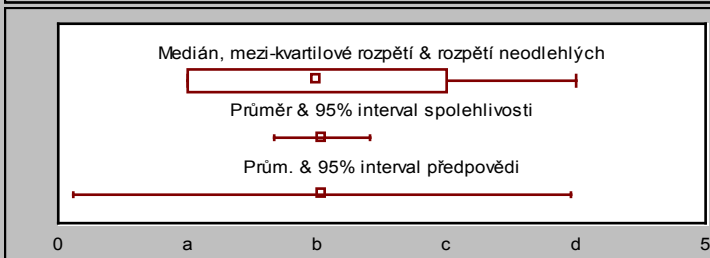 Medián, mezi-kvartilové rozpětí & rozpětí neodlehlých
Průměr & 95% interval spolehlivosti
Prům. & 95% interval předpovědi
0 a b c d 5